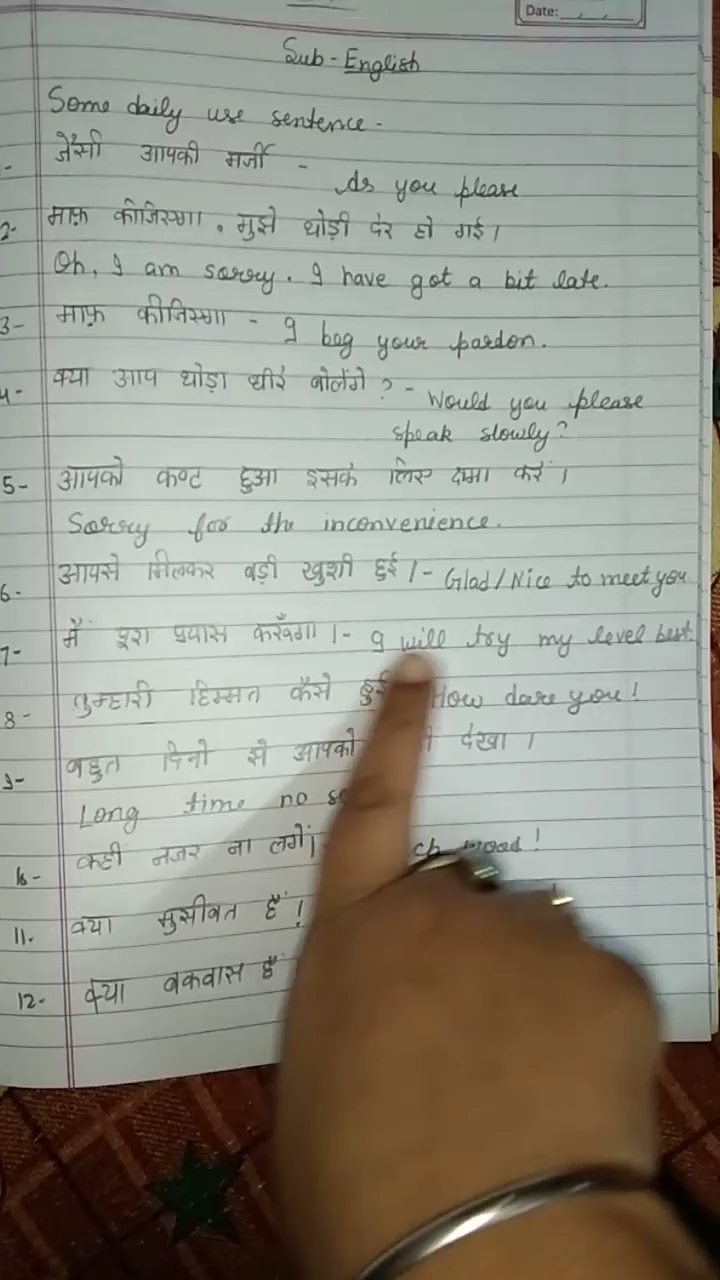 Date:
Sub-English
Some daily use sentence-
जैसी आपकी मर्जी - As you please
2- माफ़ कीजिएगा, मुझे थोड़ी देर हो गई।
Oh, I am sorry. I have got a bit late.
3- माफ़ कीजिएगा - I beg your pardon.
4- क्या आप थोड़ा धीरे बोलेंगे? - Would you please
speak slowly?
5- आपको कष्ट हुआ इसके लिए क्षमा करें।
Sorry for the inconvenience.
6- आपसे मिलकर बड़ी खुशी हुई।- Glad/Nice to meet you
7- मैं पूरा प्रयास करूँगा।- I will try my level best.
8- तुम्हारी हिम्मत कैसे हुई How dare you!
9- बहुत दिनो से आपको देखा।
Long time no
10- कही नजर ना लगे।
11. क्या मुसीबत है!
12- क्या बकवास है